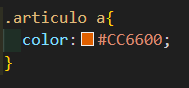 .articulo a{
color: #CC6600;
}